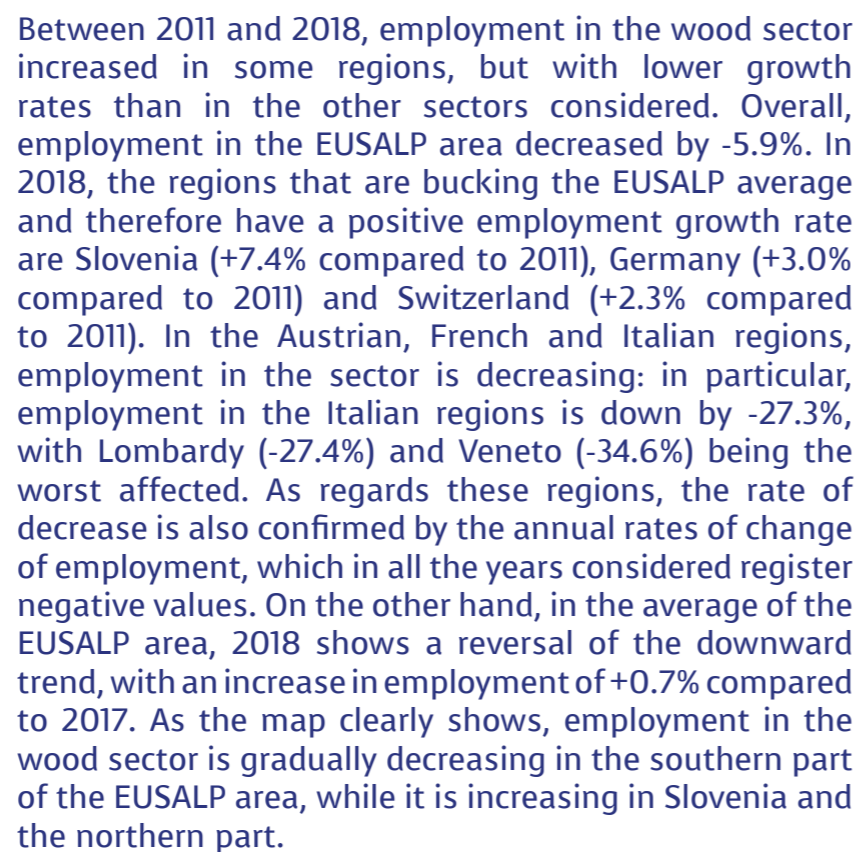 Between 2011 and 2018, employment in the wood sector
increased in some regions, but with lower growth
rates than in the other sectors considered. Overall,
employment in the EUSALP area decreased by -5.9%. In
2018, the regions that are bucking the EUSALP average
and therefore have a positive employment growth rate
are Slovenia (+7.4% compared to 2011), Germany (+3.0%
compared to 2011) and Switzerland (+2.3% compared
to 2011). In the Austrian, French and Italian regions,
employment in the sector is decreasing: in particular,
employment in the Italian regions is down by -27.3%,
with Lombardy (-27.4%) and Veneto (-34.6%) being the
worst affected. As regards these regions, the rate of
decrease is also confirmed by the annual rates of change
of employment, which in all the years considered register
negative values. On the other hand, in the average of the
EUSALP area, 2018 shows a reversal of the downward
trend, with an increase in employment of +0.7% compared
to 2017. As the map clearly shows, employment in the
wood sector is gradually decreasing in the southern part
of the EUSALP area, while it is increasing in Slovenia and
the northern part.